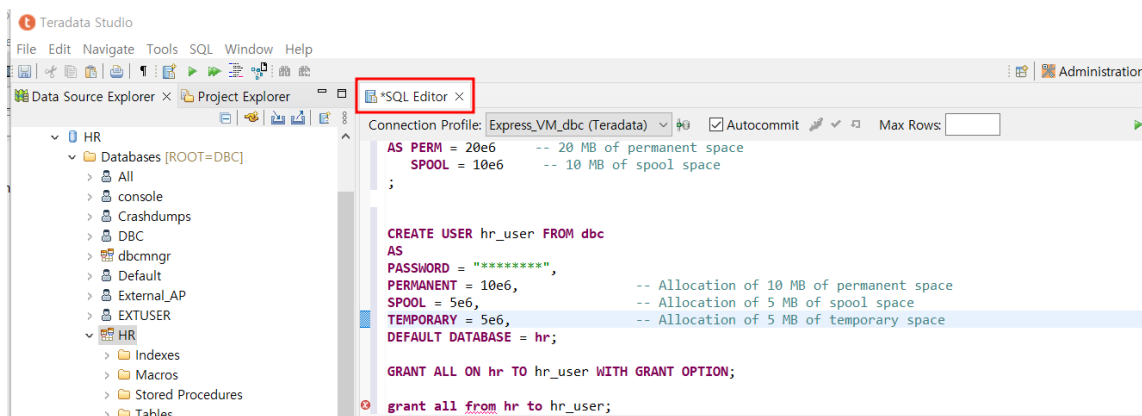 Teradata Studio
File Edit Navigate Tools SQL Window Help
Administration
Data Source Explorer
Project Explorer
*SQL Editor
Connection Profile: Express_VM_dbc (Teradata) Autocommit Max Rows:
HR
Databases [ROOT=DBC]
All
console
Crashdumps
DBC
dbcmngr
Default
External_AP
EXTUSER
HR
Indexes
Macros
Stored Procedures
Tables
AS PERM = 20e6 -- 20 MB of permanent space
SPOOL = 10e6 -- 10 MB of spool space
;
CREATE USER hr_user FROM dbc
AS
PASSWORD = "********",
PERMANENT = 10e6, -- Allocation of 10 MB of permanent space
SPOOL = 5e6, -- Allocation of 5 MB of spool space
TEMPORARY = 5e6, -- Allocation of 5 MB of temporary space
DEFAULT DATABASE = hr;
GRANT ALL ON hr TO hr_user WITH GRANT OPTION;
grant all from hr to hr_user;